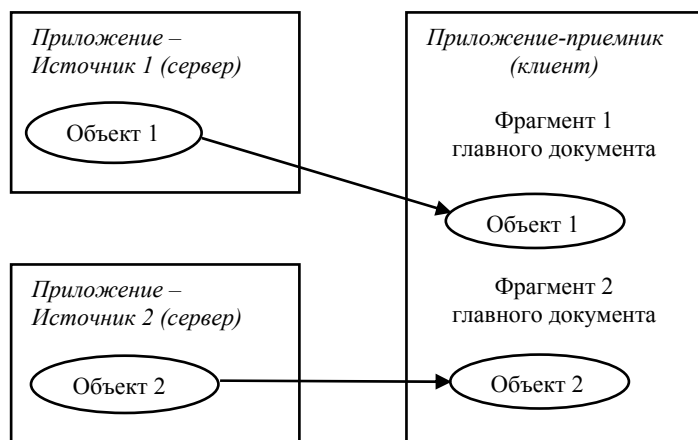 Приложение –
Источник 1 (сервер)
Объект 1
Приложение –
Источник 2 (сервер)
Объект 2
Приложение-приемник
(клиент)
Фрагмент 1
главного документа
Объект 1
Фрагмент 2
главного документа
Объект 2